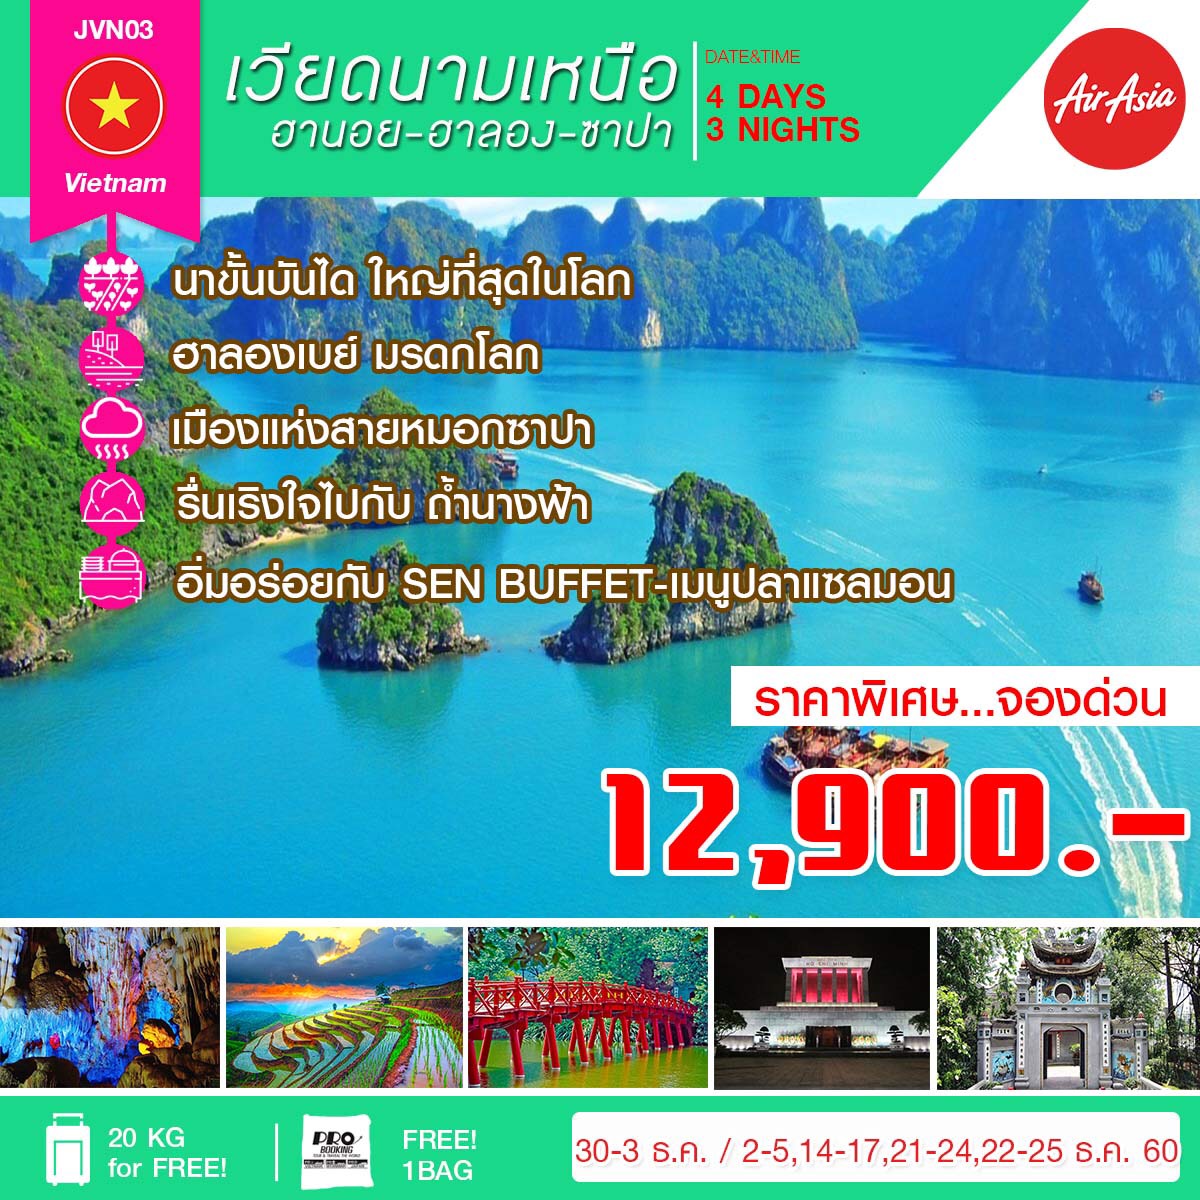 JVN03
Vietnam
เวียดนามเหนือ
ฮานอย-ฮาลอง-ซาปา
DATE&TIME
4 DAYS
3 NIGHTS
AirAsia
นาขั้นบันได ใหญ่ที่สุดในโลก
ฮาลองเบย์ มรดกโลก
เมืองแห่งสายหมอกซาปา
รื่นเริงใจไปกับ ถ้ำนางฟ้า
อิ่มอร่อยกับ SEN BUFFET-เมนูปลาแซลมอน
ราคาพิเศษ...จองด่วน
12,900.-
20 KG
for FREE!
PRO
BOOKING
FREE!
1BAG
30-3 ธ.ค. / 2-5,14-17,21-24,22-25 ธ.ค. 60